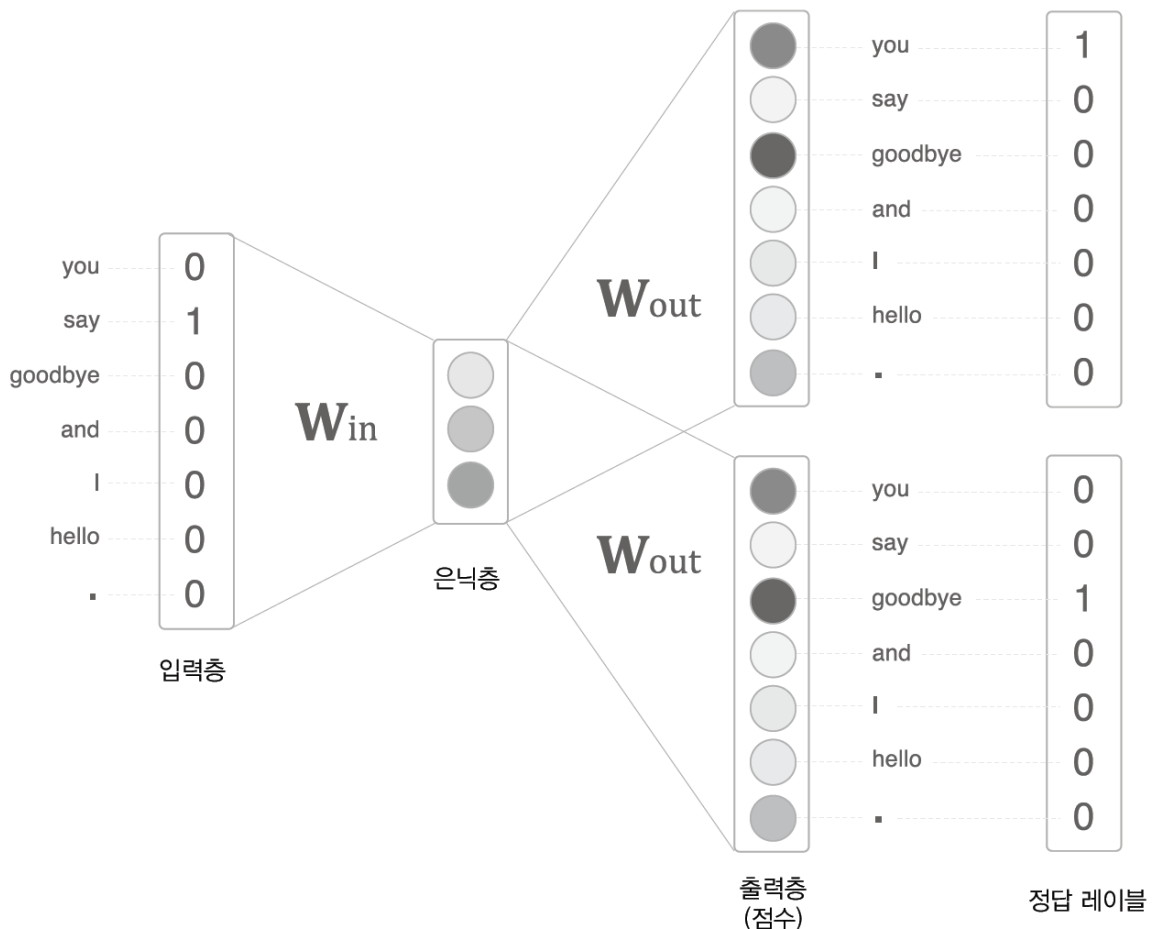 you 0
say 1
goodbye 0
and 0
I 0
hello 0
. 0
입력층
Win
은닉층
Wout
you 1
say 0
goodbye 0
and 0
I 0
hello 0
. 0
Wout
you 0
say 0
goodbye 1
and 0
I 0
hello 0
. 0
출력층
(점수)
정답 레이블